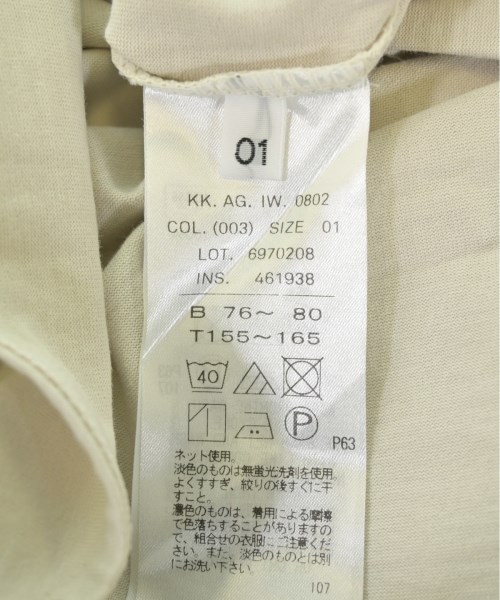 01
KK. AG. IW. 0802
COL. (003) SIZE 01
LOT. 6970208
INS. 461938
B 76～ 80
T155～165
40
P
P63
ネット使用。
淡色のものは無蛍光洗剤を使用。
よくすすぎ、絞りの後すぐに干
すこと。
濃色のものは、着用による摩擦
で色落ちすることがありますの
で、組合せの衣服にご注意くだ
さい。また、淡色のものとは別
にお洗い下さい。
107